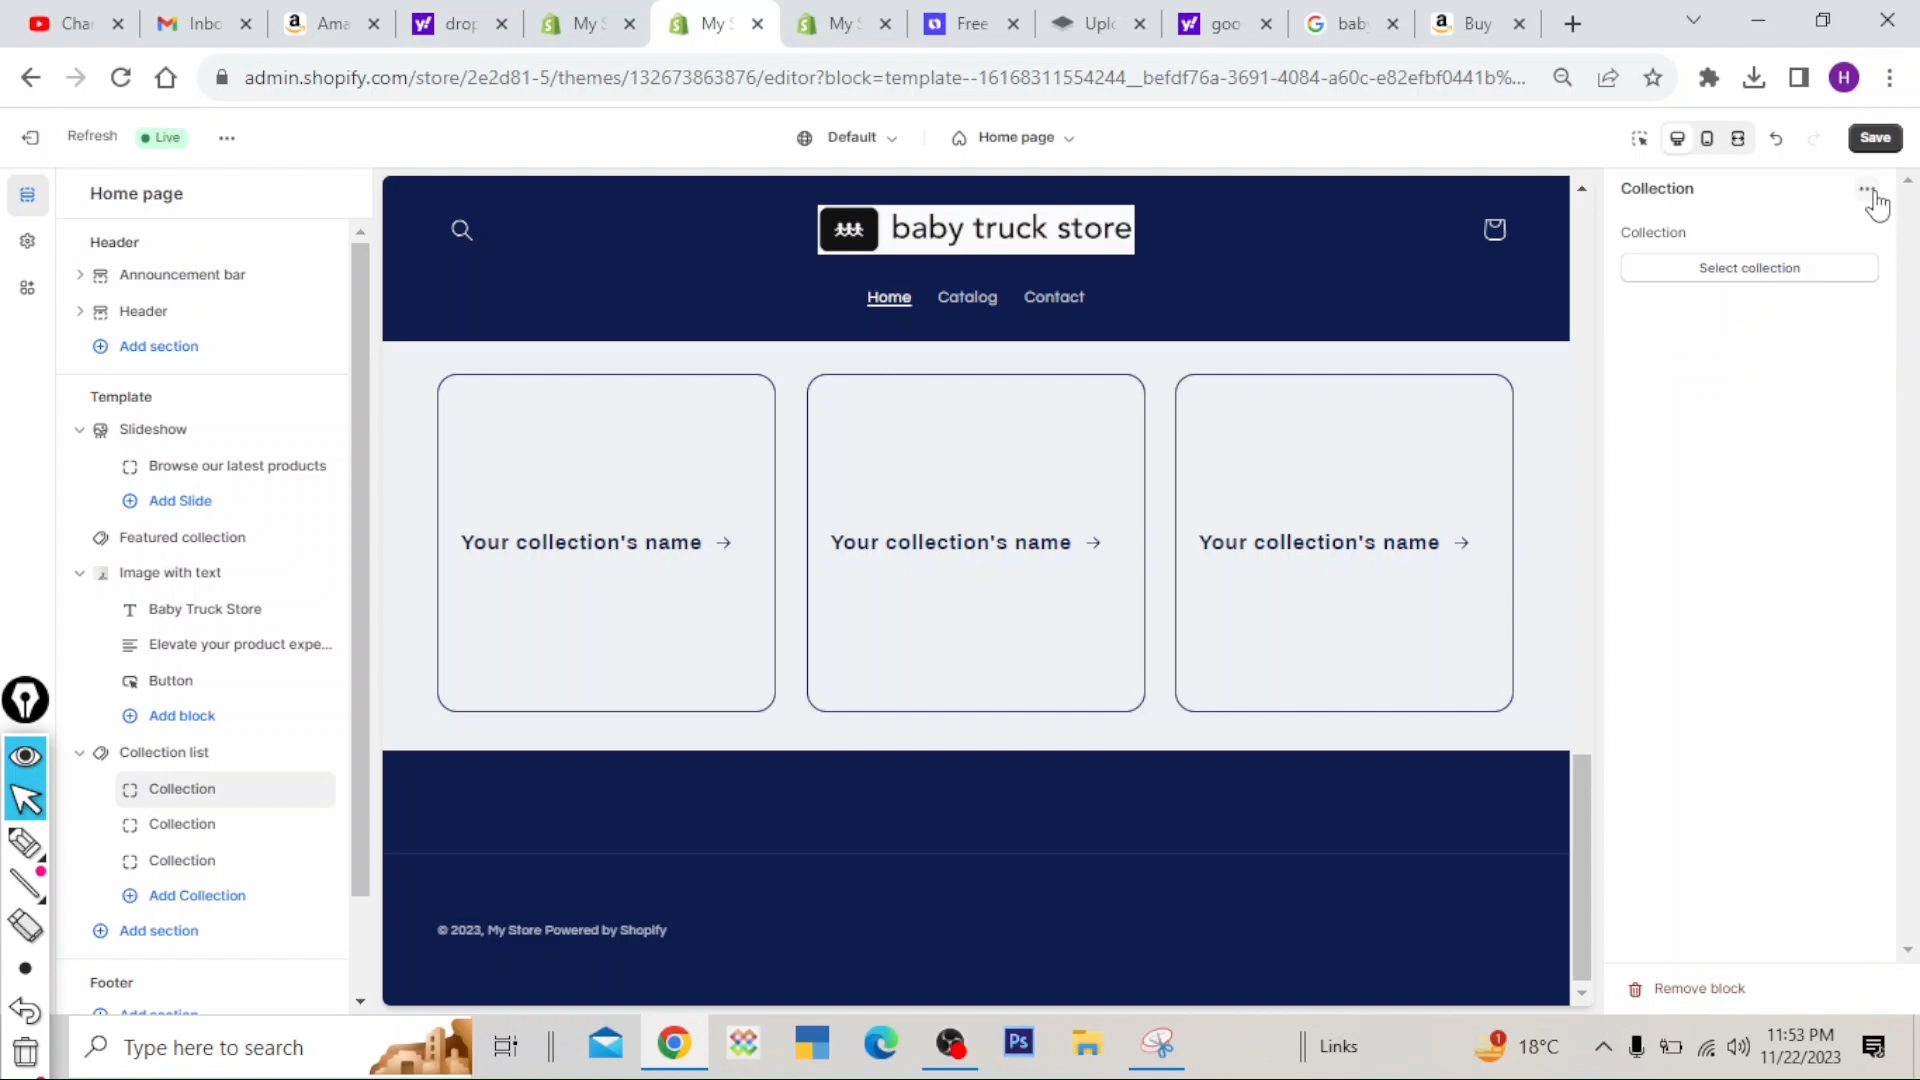 Cha
Inbo
Ama
drop
My S
My S
My S
Free
Uplo
goo
bab
Buy
admin.shopify.com/store/2e2d81-5/themes/132673863876/editor?block=template--16168311554244__befdf76a-3691-4084-a60c-e82efbf0441b%...
H
Refresh
Live
Default
Home page
Save
Home page
Header
Announcement bar
Header
Add section
Template
Slideshow
Browse our latest products
Add Slide
Featured collection
Image with text
Baby Truck Store
Elevate your product expe...
Button
Add block
Collection list
Collection
Collection
Collection
Add Collection
Add section
Footer
Add section
baby truck store
Home Catalog Contact
Your collection's name →
Your collection's name →
Your collection's name →
© 2023, My Store Powered by Shopify
Collection
Collection
Select collection
Remove block
Type here to search
Ps
Links
1
18°C
11:53 PM
11/22/2023